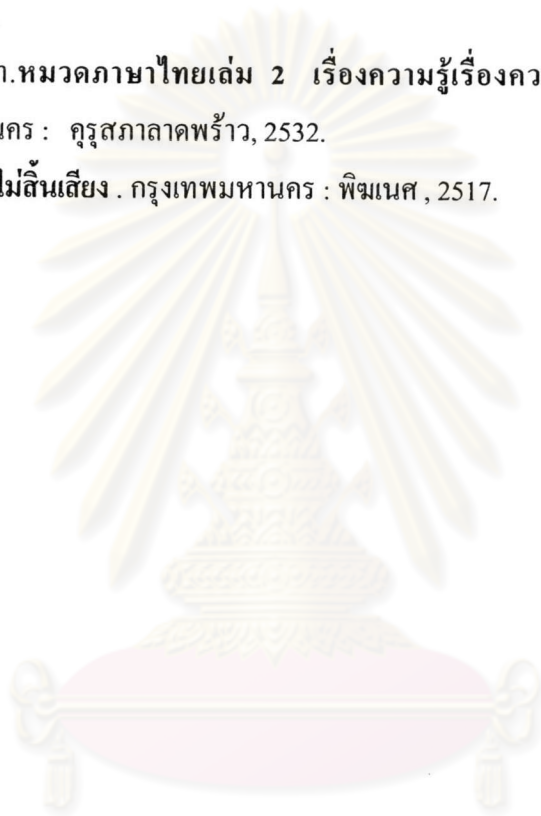 า.หมวดภาษาไทยเล่ม 2 เรื่องความรู้เรื่องคว
นคร : คุรุสภาลาดพร้าว, 2532.
ไม่สิ้นเสียง . กรุงเทพมหานคร : พิฆเนศ , 2517.